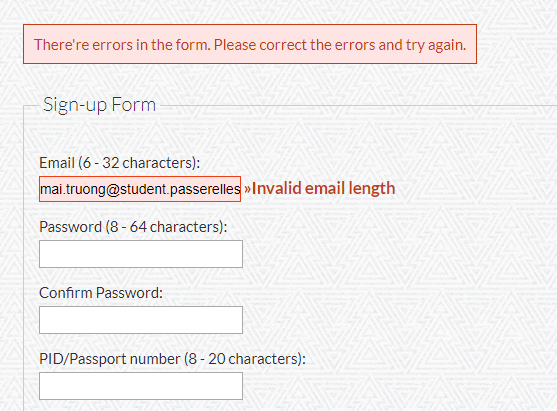 There're errors in the form. Please correct the errors and try again.
Sign-up Form
Email (6 - 32 characters):
mai.truong@student.passerelles »Invalid email length
Password (8 - 64 characters):
Confirm Password:
PID/Passport number (8 - 20 characters):